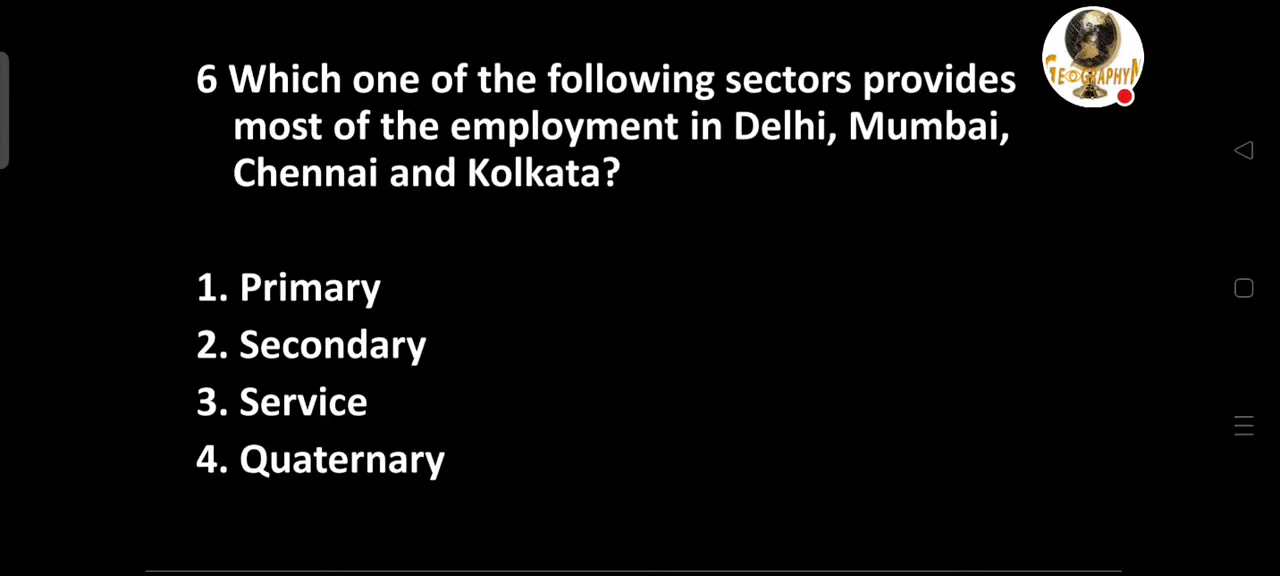 6 Which one of the following sectors provides
most of the employment in Delhi, Mumbai,
Chennai and Kolkata?
1. Primary
2. Secondary
3. Service
4. Quaternary